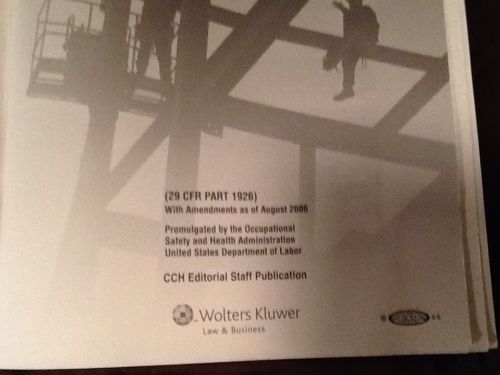 (29 CFR PART 1926)
With Amendments as of August 2006
Promulgated by the Occupational
Safety and Health Administration
United States Department of Labor
CCH Editorial Staff Publication
Wolters Kluwer
Law & Business